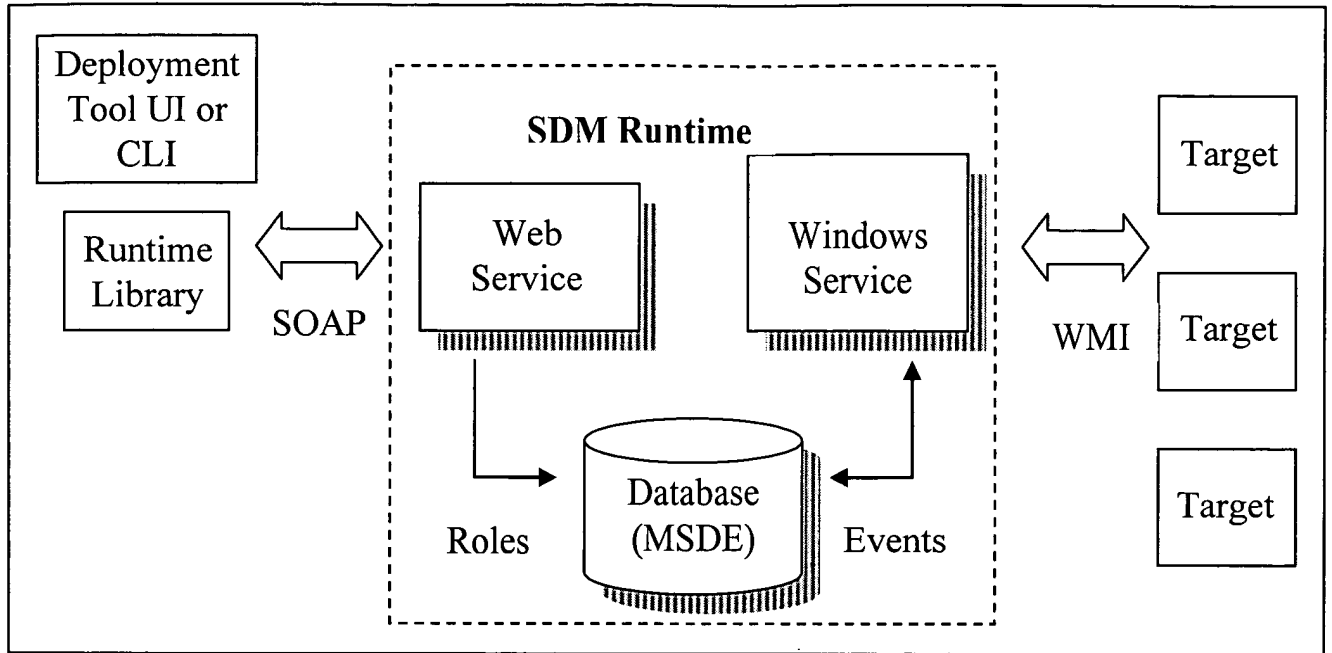 Deployment
Tool UI or
CLI
Runtime
Library
SOAP
SDM Runtime
Web
Service
Windows
Service
Roles
Database
(MSDE)
Events
WMI
Target
Target
Target